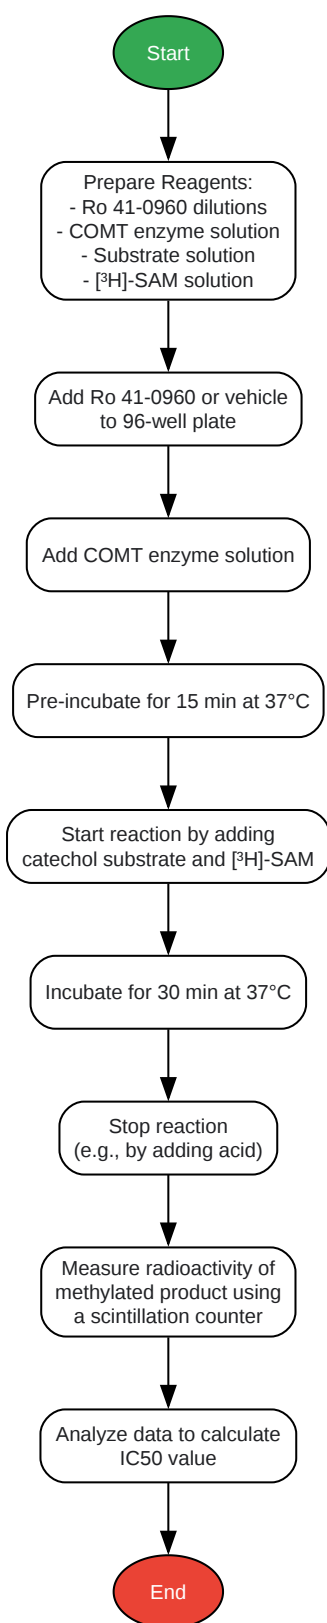 Start
Prepare Reagents:
- Ro 41-0960 dilutions
- COMT enzyme solution
- Substrate solution
- [³H]-SAM solution
Add Ro 41-0960 or vehicle
to 96-well plate
Add COMT enzyme solution
Pre-incubate for 15 min at 37°C
Start reaction by adding
catechol substrate and [³H]-SAM
Incubate for 30 min at 37°C
Stop reaction
(e.g., by adding acid)
Measure radioactivity of
methylated product using
a scintillation counter
Analyze data to calculate
IC50 value
End